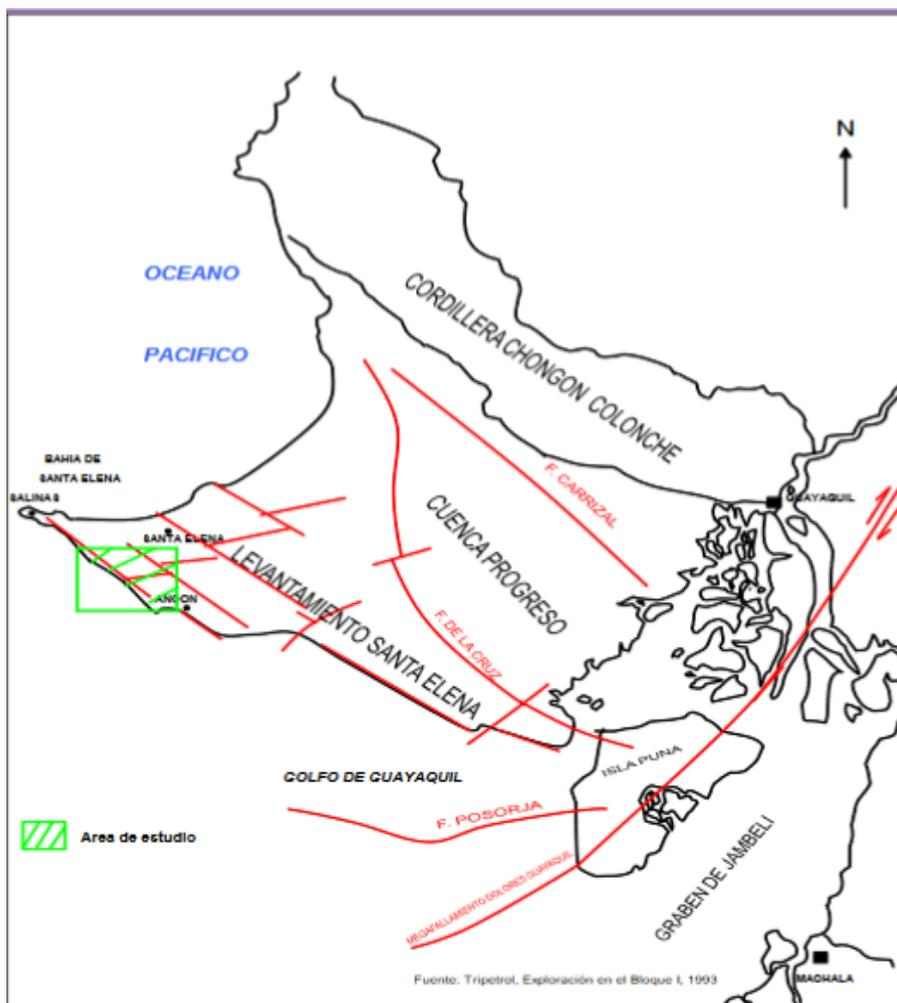 N
OCEANO
PACIFICO
CORDILLERA CHONGON COLONCHE
BAHIA DE
SANTA ELENA
SALINAS
F. CARRIZAL
GUAYAQUIL
SANTA ELENA
CUENCA PROGRESO
LEVANTAMIENTO SANTA ELENA
ANCON
F. DE LA CRUZ
ISLA PUNA
GOLFO DE GUAYAQUIL
F. POSORJA
Area de estudio
MEGAFALLAMIENTO DOLORES GUAYAQUIL
GRABEN DE JAMBELI
Fuente: Tripetrol, Exploración en el Bloque I, 1993
MACHALA